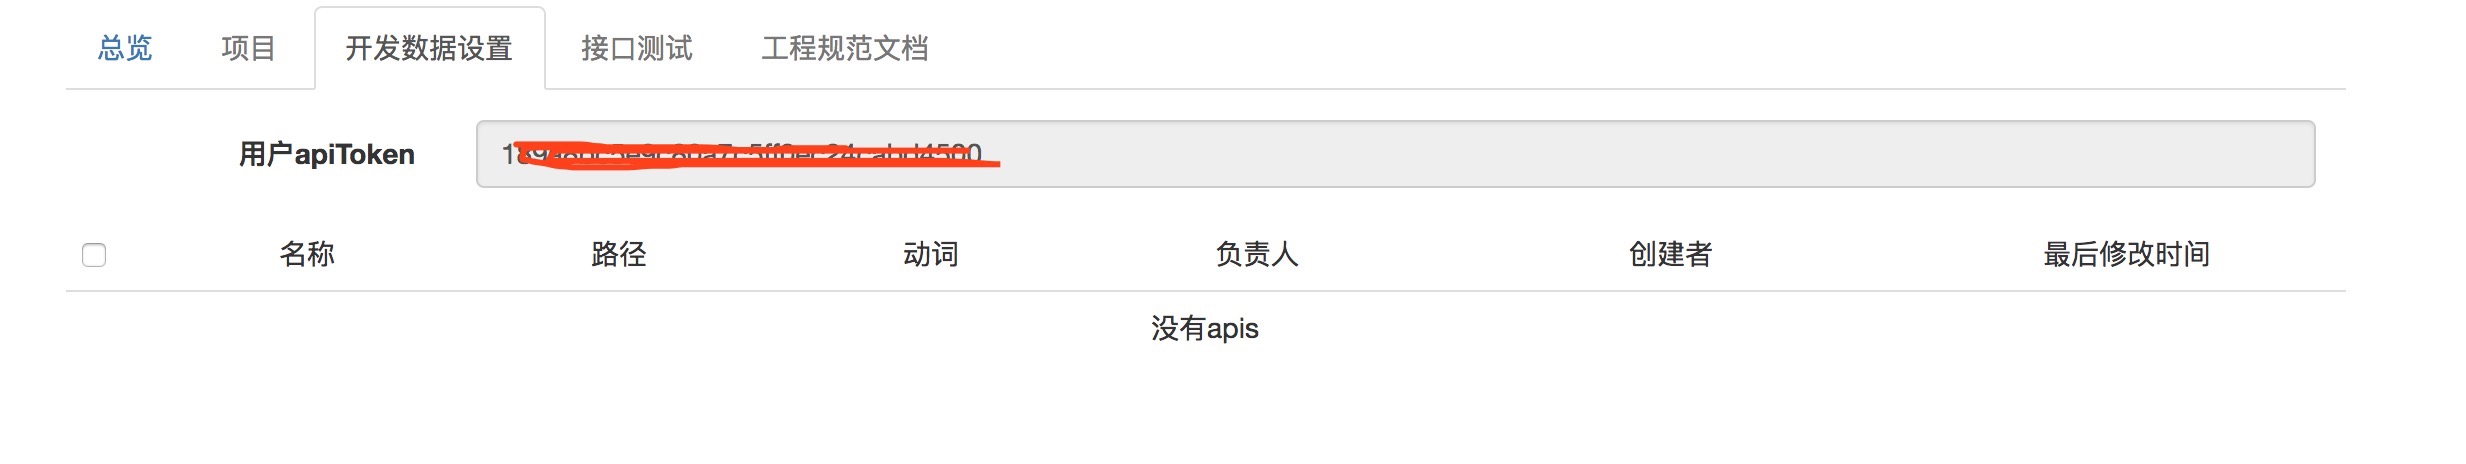 总览 项目 开发数据设置 接口测试 工程规范文档
用户apiToken
名称 路径 动词 负责人 创建者 最后修改时间
没有apis